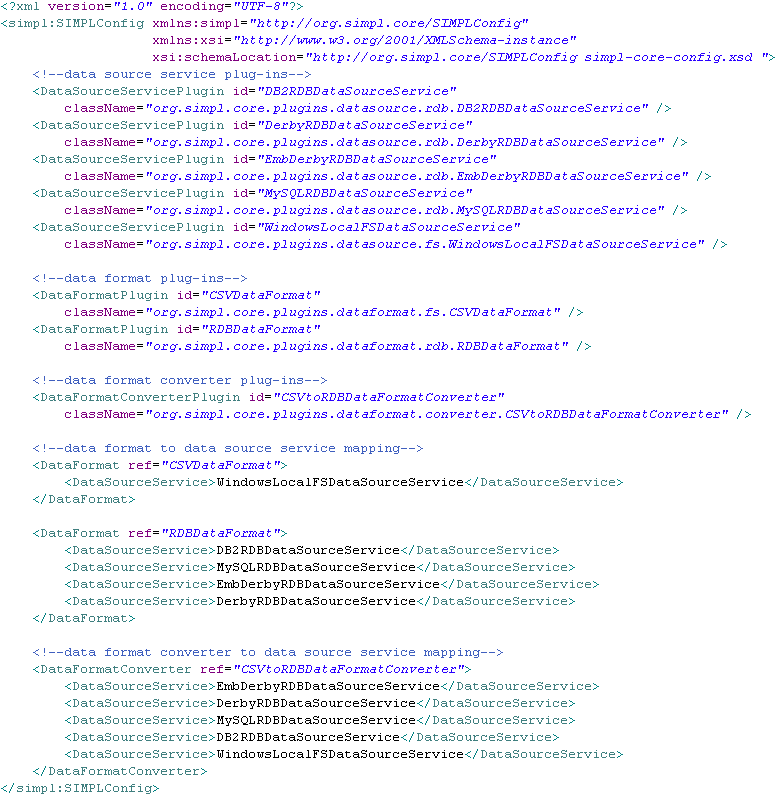 <?xml version="1.0" encoding="UTF-8"?>
<simpl:SIMPLConfig xmlns:simpl="http://org.simpl.core/SIMPLConfig"
                   xmlns:xsi="http://www.w3.org/2001/XMLSchema-instance"
                   xsi:schemaLocation="http://org.simpl.core/SIMPLConfig simpl-core-config.xsd ">
    <!--data source service plug-ins-->
    <DataSourceServicePlugin id="DB2RDBDataSourceService"
        className="org.simpl.core.plugins.datasource.rdb.DB2RDBDataSourceService" />
    <DataSourceServicePlugin id="DerbyRDBDataSourceService"
        className="org.simpl.core.plugins.datasource.rdb.DerbyRDBDataSourceService" />
    <DataSourceServicePlugin id="EmbDerbyRDBDataSourceService"
        className="org.simpl.core.plugins.datasource.rdb.EmbDerbyRDBDataSourceService" />
    <DataSourceServicePlugin id="MySQLRDBDataSourceService"
        className="org.simpl.core.plugins.datasource.rdb.MySQLRDBDataSourceService" />
    <DataSourceServicePlugin id="WindowsLocalFSDataSourceService"
        className="org.simpl.core.plugins.datasource.fs.WindowsLocalFSDataSourceService" />

    <!--data format plug-ins-->
    <DataFormatPlugin id="CSVDataFormat"
        className="org.simpl.core.plugins.dataformat.fs.CSVDataFormat" />
    <DataFormatPlugin id="RDBDataFormat"
        className="org.simpl.core.plugins.dataformat.rdb.RDBDataFormat" />

    <!--data format converter plug-ins-->
    <DataFormatConverterPlugin id="CSVtoRDBDataFormatConverter"
        className="org.simpl.core.plugins.dataformat.converter.CSVtoRDBDataFormatConverter" />

    <!--data format to data source service mapping-->
    <DataFormat ref="CSVDataFormat">
        <DataSourceService>WindowsLocalFSDataSourceService</DataSourceService>
    </DataFormat>

    <DataFormat ref="RDBDataFormat">
        <DataSourceService>DB2RDBDataSourceService</DataSourceService>
        <DataSourceService>MySQLRDBDataSourceService</DataSourceService>
        <DataSourceService>EmbDerbyRDBDataSourceService</DataSourceService>
        <DataSourceService>DerbyRDBDataSourceService</DataSourceService>
    </DataFormat>

    <!--data format converter to data source service mapping-->
    <DataFormatConverter ref="CSVtoRDBDataFormatConverter">
        <DataSourceService>EmbDerbyRDBDataSourceService</DataSourceService>
        <DataSourceService>DerbyRDBDataSourceService</DataSourceService>
        <DataSourceService>MySQLRDBDataSourceService</DataSourceService>
        <DataSourceService>DB2RDBDataSourceService</DataSourceService>
        <DataSourceService>WindowsLocalFSDataSourceService</DataSourceService>
    </DataFormatConverter>
</simpl:SIMPLConfig>